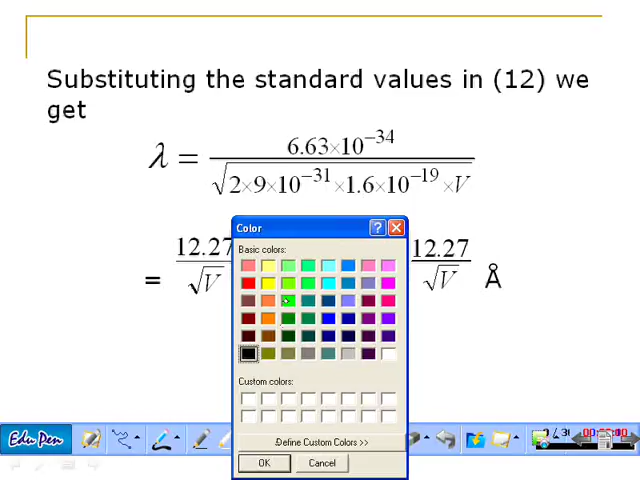 Substituting the standard values in (12) we
get
λ = 6.63×10⁻³⁴ / √(2×9×10⁻³¹×1.6×10⁻¹⁹×V)
= 12.27/√V 12.27/√V Å
Color
Basic colors:
Custom colors:
Define Custom Colors >>
OK Cancel
Edu Pen